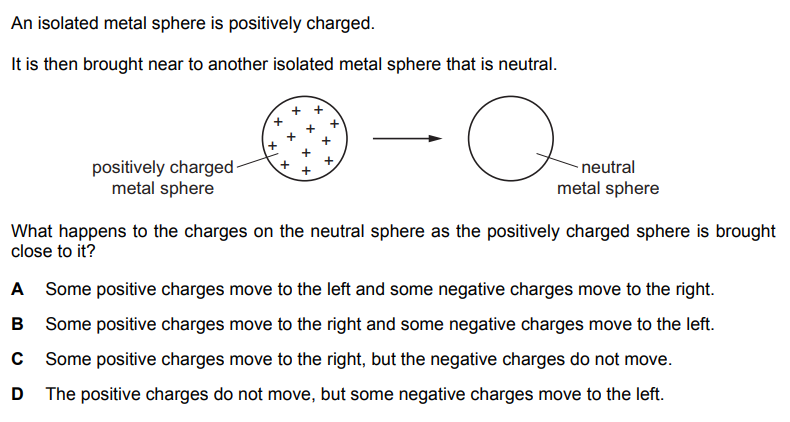 An isolated metal sphere is positively charged.
It is then brought near to another isolated metal sphere that is neutral.
+ + + + + + + + + + + + +
positively charged
metal sphere
neutral
metal sphere
What happens to the charges on the neutral sphere as the positively charged sphere is brought
close to it?
A Some positive charges move to the left and some negative charges move to the right.
B Some positive charges move to the right and some negative charges move to the left.
C Some positive charges move to the right, but the negative charges do not move.
D The positive charges do not move, but some negative charges move to the left.